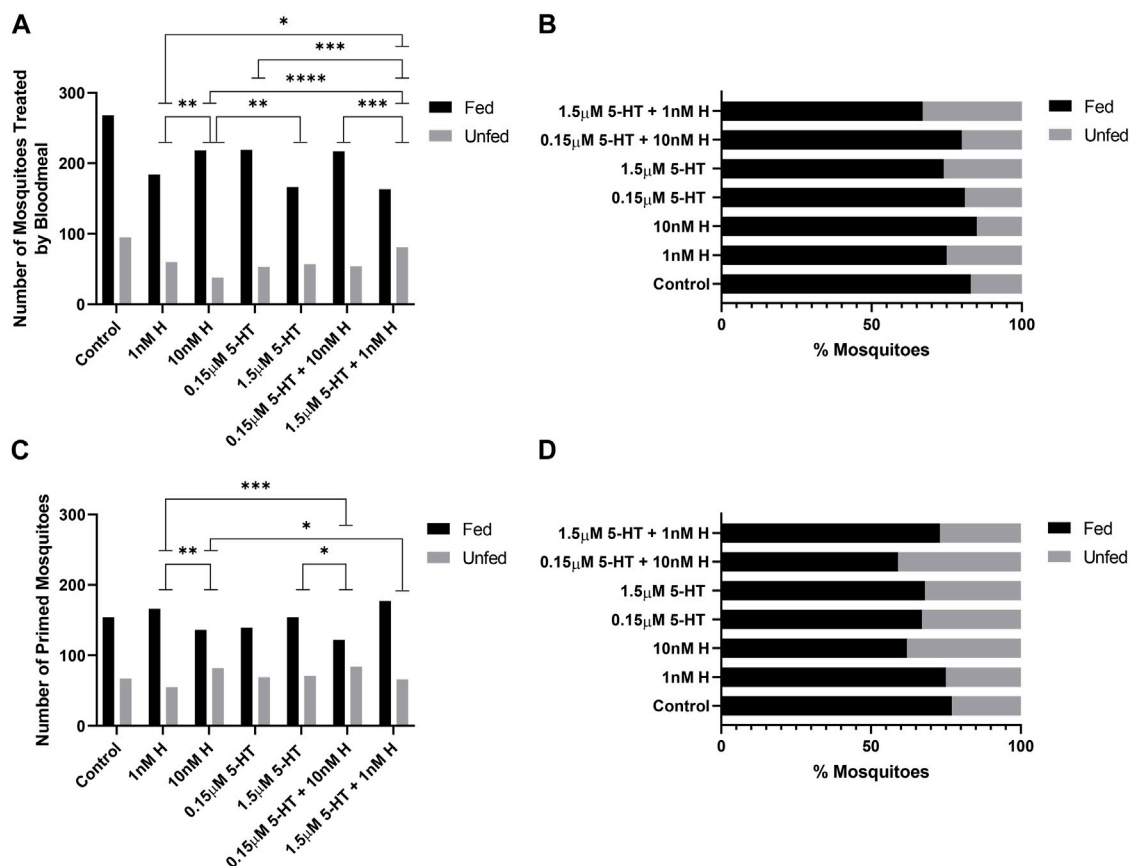 A
*
***
****
**
**
***
Number of Mosquitoes Treated
by Bloodmeal
300
200
100
0
Fed
Unfed
Control
1nM H
10nM H
0.15μM 5-HT
1.5μM 5-HT
0.15μM 5-HT + 10nM H
1.5μM 5-HT + 1nM H
B
1.5μM 5-HT + 1nM H
0.15μM 5-HT + 10nM H
1.5μM 5-HT
0.15μM 5-HT
10nM H
1nM H
Control
0
50
100
% Mosquitoes
Fed
Unfed
C
***
*
**
*
Number of Primed Mosquitoes
300
200
100
0
Fed
Unfed
Control
1nM H
10nM H
0.15μM 5-HT
1.5μM 5-HT
0.15μM 5-HT + 10nM H
1.5μM 5-HT + 1nM H
D
1.5μM 5-HT + 1nM H
0.15μM 5-HT + 10nM H
1.5μM 5-HT
0.15μM 5-HT
10nM H
1nM H
Control
0
50
100
% Mosquitoes
Fed
Unfed